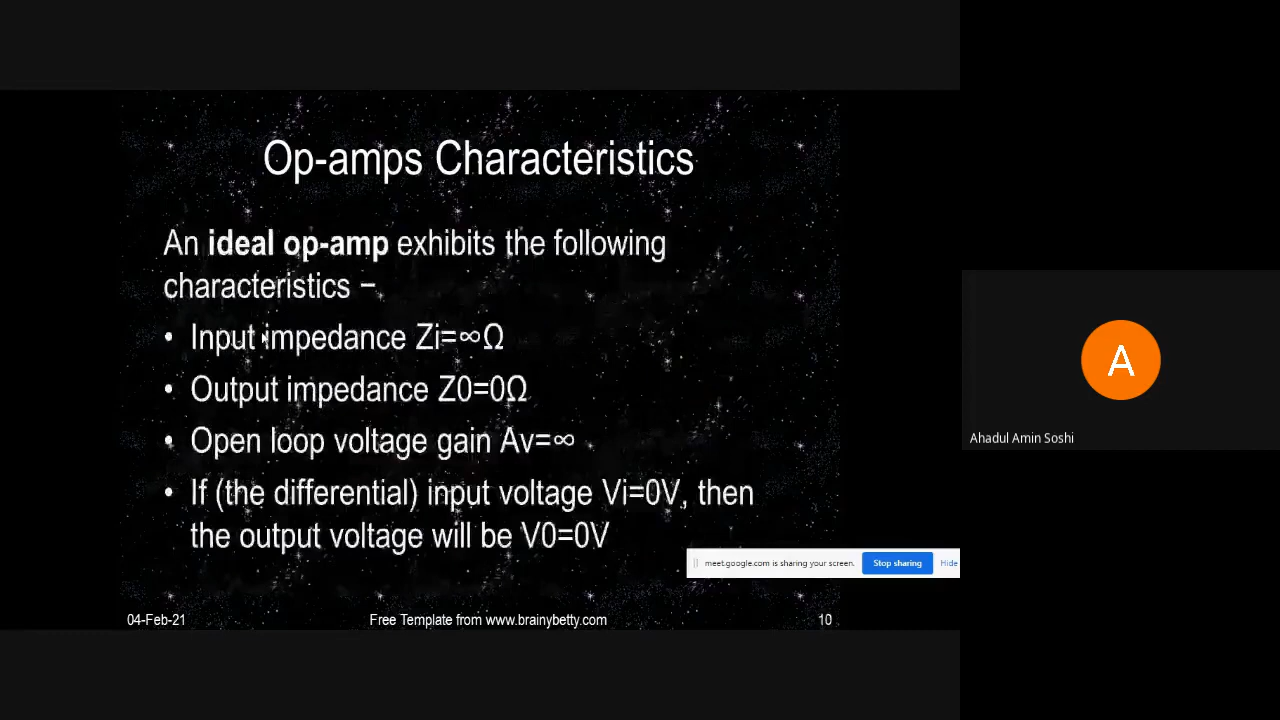 Op-amps Characteristics
An ideal op-amp exhibits the following
characteristics −
• Input impedance Zi=∞Ω
• Output impedance Z0=0Ω
• Open loop voltage gain Av=∞
• If (the differential) input voltage Vi=0V, then
the output voltage will be V0=0V
meet.google.com is sharing your screen. Stop sharing Hide
04-Feb-21 Free Template from www.brainybetty.com 10
A
Ahadul Amin Soshi